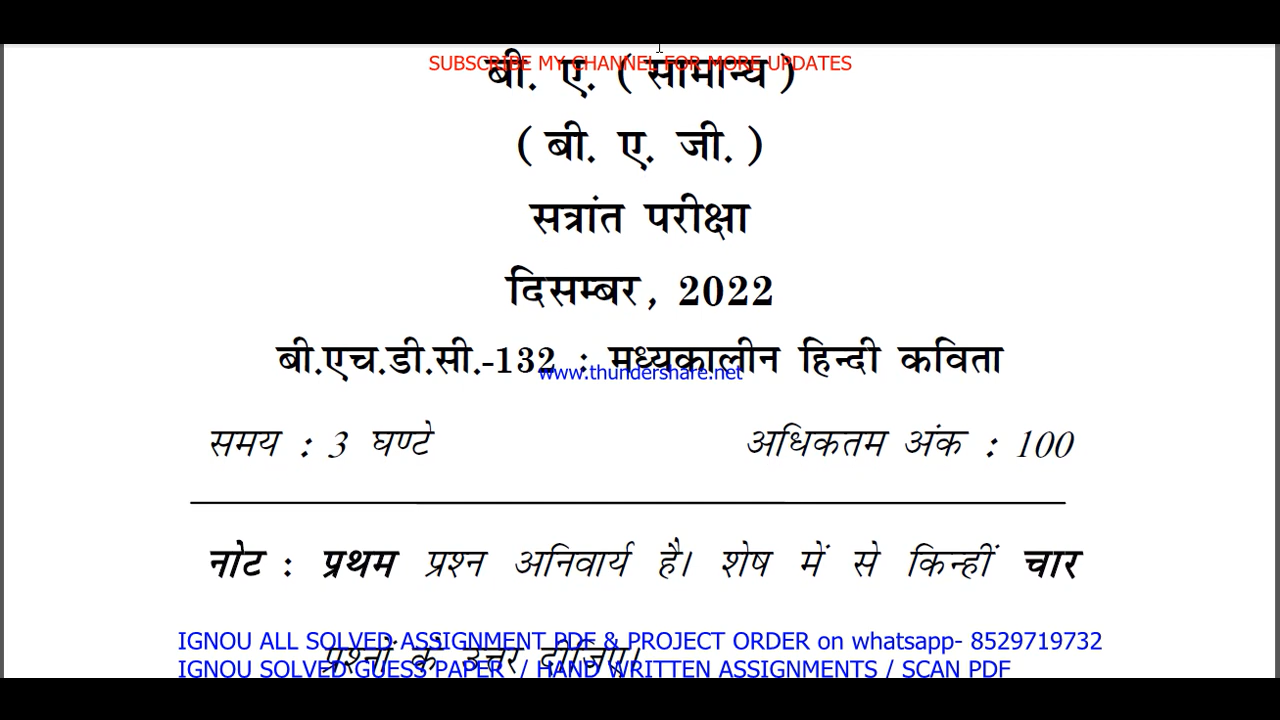 SUBSCRIBE MY CHANNEL FOR MORE UPDATES
बी. ए. ( सामान्य )
( बी. ए. जी. )
सत्रांत परीक्षा
दिसम्बर, 2022
बी.एच.डी.सी.-132 : मध्यकालीन हिन्दी कविता
www.thundershare.net
समय : 3 घण्टे अधिकतम अंक : 100
नोट : प्रथम प्रश्न अनिवार्य है। शेष में से किन्हीं चार
प्रश्नों के उत्तर दीजिए।
IGNOU ALL SOLVED ASSIGNMENT PDF & PROJECT ORDER on whatsapp- 8529719732
IGNOU SOLVED GUESS PAPER / HAND WRITTEN ASSIGNMENTS / SCAN PDF